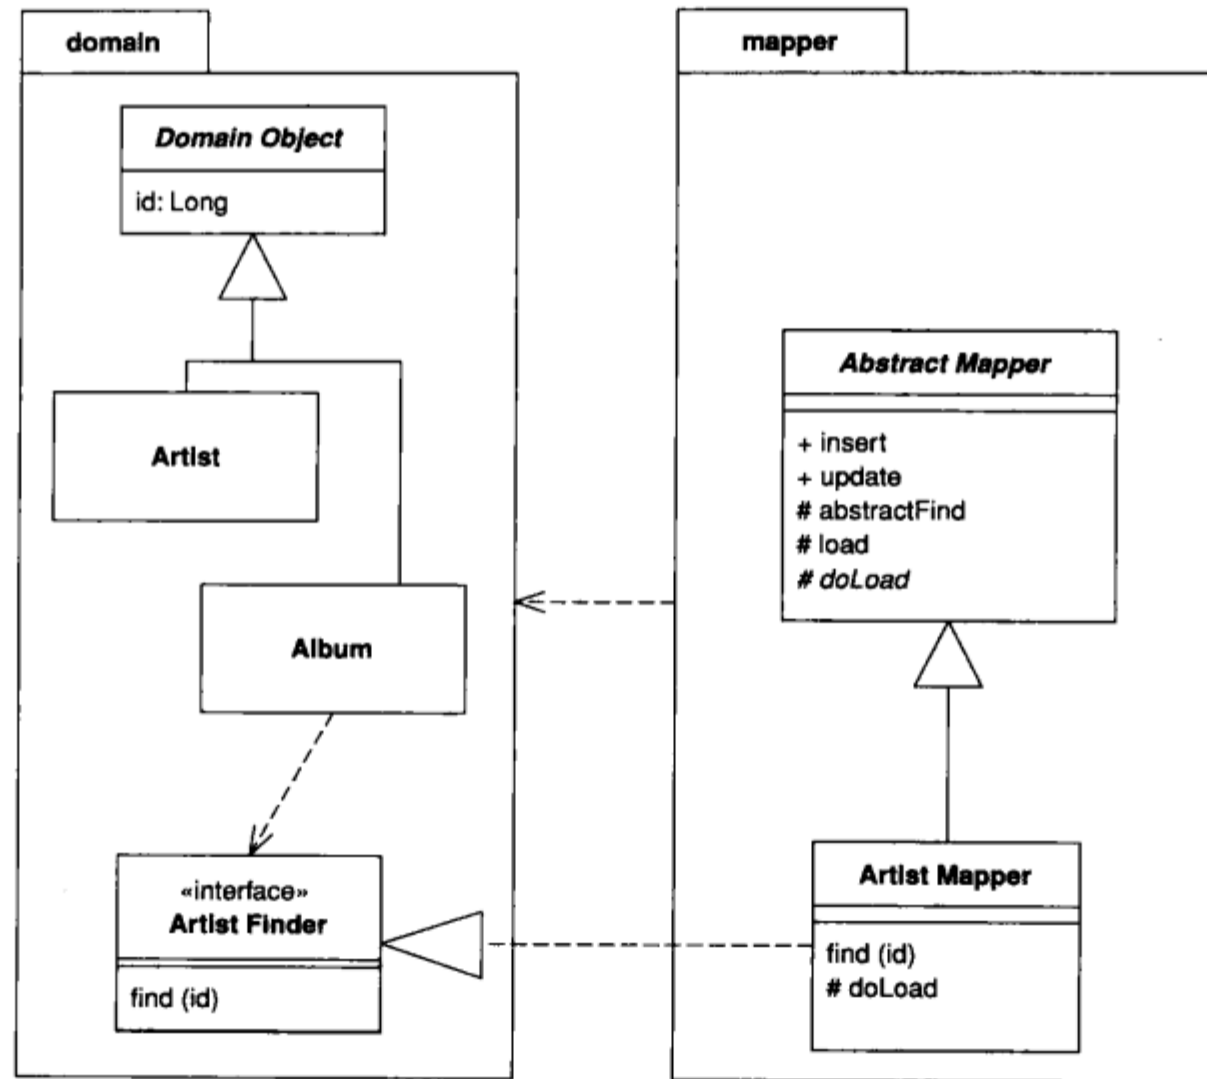 domain
Domain Object
id: Long
Artist
Album
«interface»
Artist Finder
find (id)
mapper
Abstract Mapper
+ insert
+ update
# abstractFind
# load
# doLoad
Artist Mapper
find (id)
# doLoad